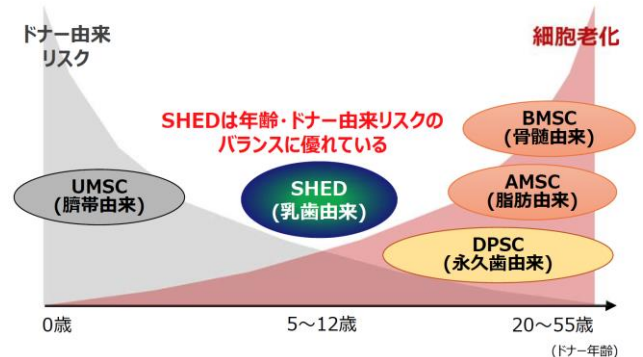 ドナー由来
リスク
細胞老化
SHEDは年齢・ドナー由来リスクの
バランスに優れている
BMSC
(骨髄由来)
UMSC
(臍帯由来)
SHED
(乳歯由来)
AMSC
(脂肪由来)
DPSC
(永久歯由来)
0歳
5～12歳
20～55歳
(ドナー年齢)